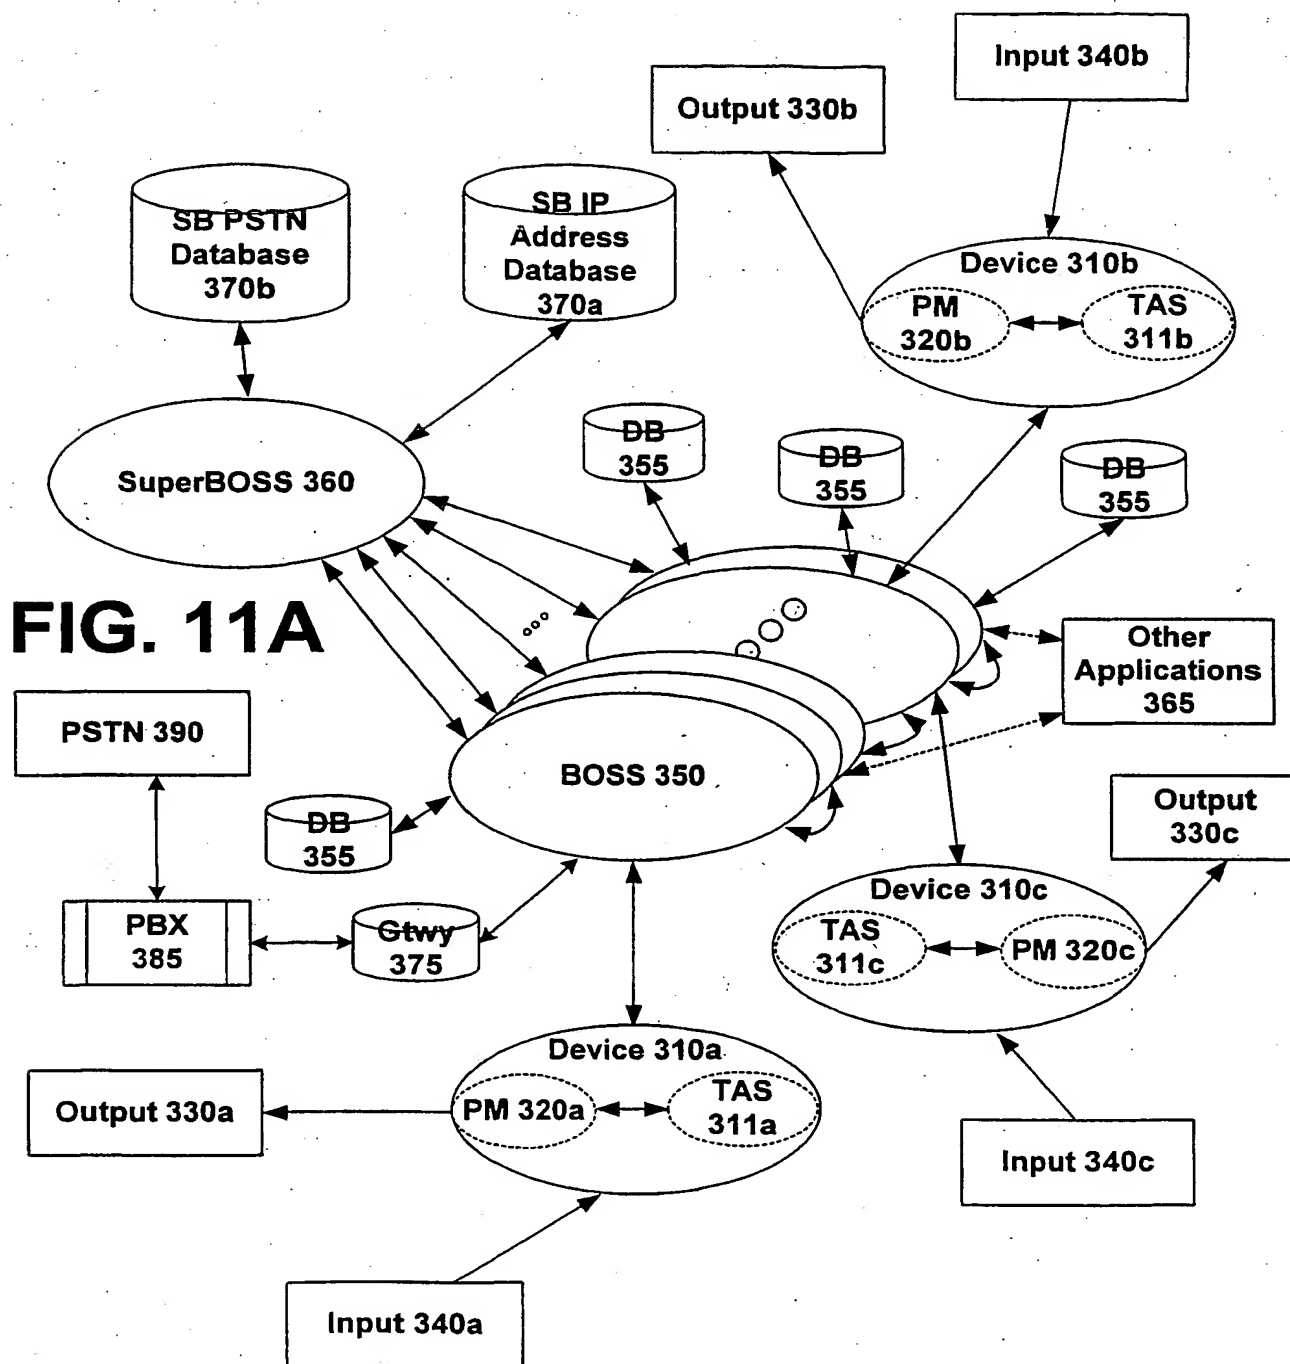 Input 340b
Output 330b
SB PSTN
Database
370b
SB IP
Address
Database
370a
Device 310b
PM
320b
TAS
311b
DB
355
DB
355
DB
355
SuperBOSS 360
FIG. 11A
Other
Applications
365
PSTN 390
BOSS 350
DB
355
Output
330c
PBX
385
Gtwy
375
Device 310c
TAS
311c
PM 320c
Device 310a
PM 320a
TAS
311a
Output 330a
Input 340c
Input 340a